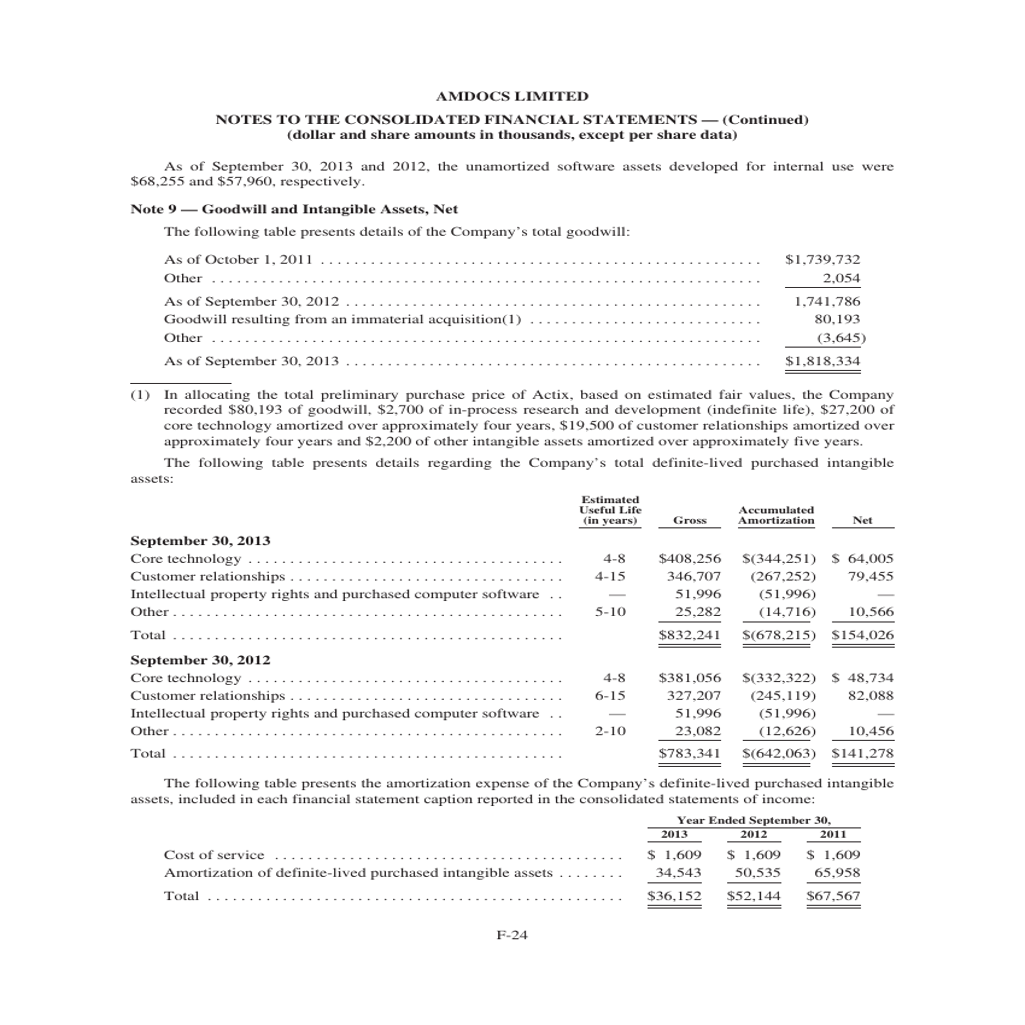 AMDOCS LIMITED
NOTES TO THE CONSOLIDATED FINANCIAL STATEMENTS — (Continued)
(dollar and share amounts in thousands, except per share data)
As of September 30, 2013 and 2012, the unamortized software assets developed for internal use were
$68,255 and $57,960, respectively.
Note 9 — Goodwill and Intangible Assets, Net
The following table presents details of the Company's total goodwill:
As of October 1, 2011 . . . . . . . . . . . . . . . . . . . . $1,739,732
Other . . . . . . . . . . . . . . . . . . . . 2,054
As of September 30, 2012 . . . . . . . . . . . . . . . . . . . . 1,741,786
Goodwill resulting from an immaterial acquisition(1) . . . . . . . . . . . . . . . . . . . . 80,193
Other . . . . . . . . . . . . . . . . . . . . (3,645)
As of September 30, 2013 . . . . . . . . . . . . . . . . . . . . $1,818,334
(1) In allocating the total preliminary purchase price of Actix, based on estimated fair values, the Company
recorded $80,193 of goodwill, $2,700 of in-process research and development (indefinite life), $27,200 of
core technology amortized over approximately four years, $19,500 of customer relationships amortized over
approximately four years and $2,200 of other intangible assets amortized over approximately five years.
The following table presents details regarding the Company's total definite-lived purchased intangible
assets:
Estimated
Useful Life Accumulated
(in years) Gross Amortization Net
September 30, 2013
Core technology . . . . . . . . . . . . . . . . . . . . 4-8 $408,256 $(344,251) $ 64,005
Customer relationships . . . . . . . . . . . . . . . . . . . . 4-15 346,707 (267,252) 79,455
Intellectual property rights and purchased computer software . . — 51,996 (51,996) —
Other . . . . . . . . . . . . . . . . . . . . 5-10 25,282 (14,716) 10,566
Total . . . . . . . . . . . . . . . . . . . . $832,241 $(678,215) $154,026
September 30, 2012
Core technology . . . . . . . . . . . . . . . . . . . . 4-8 $381,056 $(332,322) $ 48,734
Customer relationships . . . . . . . . . . . . . . . . . . . . 6-15 327,207 (245,119) 82,088
Intellectual property rights and purchased computer software . . — 51,996 (51,996) —
Other . . . . . . . . . . . . . . . . . . . . 2-10 23,082 (12,626) 10,456
Total . . . . . . . . . . . . . . . . . . . . $783,341 $(642,063) $141,278
The following table presents the amortization expense of the Company's definite-lived purchased intangible
assets, included in each financial statement caption reported in the consolidated statements of income:
Year Ended September 30,
2013 2012 2011
Cost of service . . . . . . . . . . . . . . . . . . . . $ 1,609 $ 1,609 $ 1,609
Amortization of definite-lived purchased intangible assets . . . . . . . . 34,543 50,535 65,958
Total . . . . . . . . . . . . . . . . . . . . $36,152 $52,144 $67,567
F-24